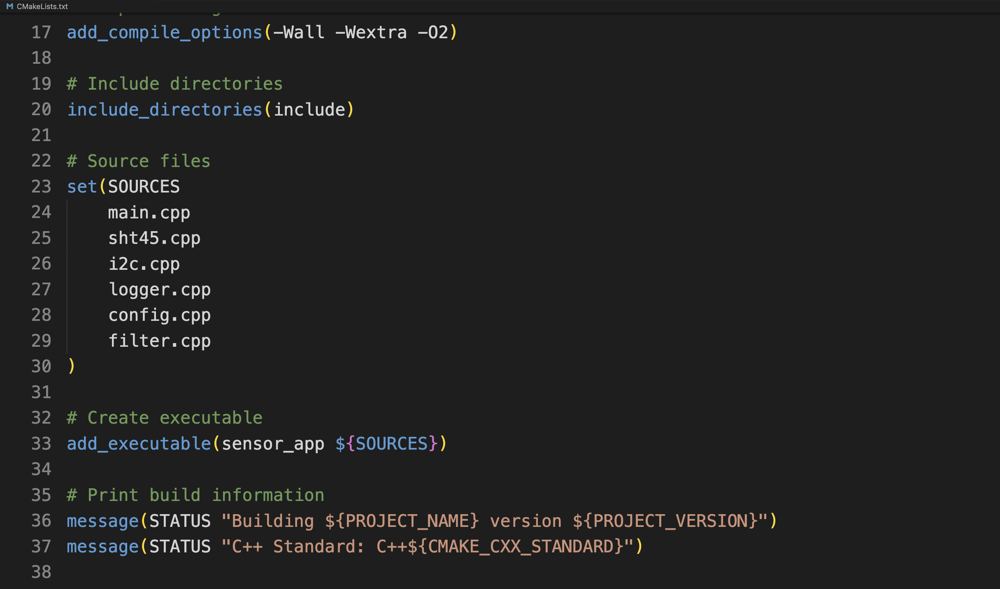 CMakeLists.txt
17 add_compile_options(-Wall -Wextra -O2)
18
19 # Include directories
20 include_directories(include)
21
22 # Source files
23 set(SOURCES
24     main.cpp
25     sht45.cpp
26     i2c.cpp
27     logger.cpp
28     config.cpp
29     filter.cpp
30 )
31
32 # Create executable
33 add_executable(sensor_app ${SOURCES})
34
35 # Print build information
36 message(STATUS "Building ${PROJECT_NAME} version ${PROJECT_VERSION}")
37 message(STATUS "C++ Standard: C++${CMAKE_CXX_STANDARD}")
38